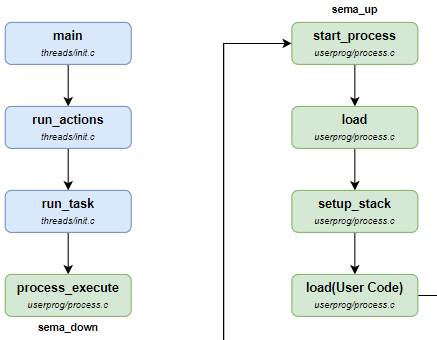 main
threads/init.c
run_actions
threads/init.c
run_task
threads/init.c
process_execute
userprog/process.c
sema_down
sema_up
start_process
userprog/process.c
load
userprog/process.c
setup_stack
userprog/process.c
load(User Code)
userprog/process.c